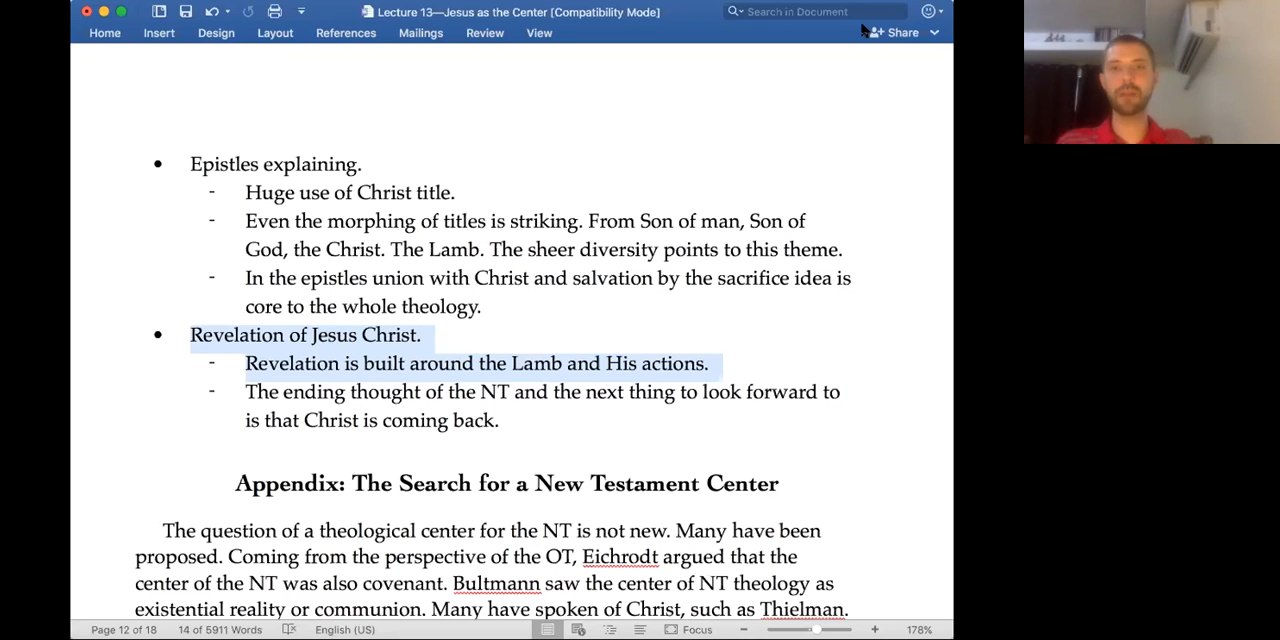 Lecture 13—Jesus as the Center [Compatibility Mode]
Search in Document
Home Insert Design Layout References Mailings Review View Share
• Epistles explaining.
- Huge use of Christ title.
- Even the morphing of titles is striking. From Son of man, Son of
God, the Christ. The Lamb. The sheer diversity points to this theme.
- In the epistles union with Christ and salvation by the sacrifice idea is
core to the whole theology.
• Revelation of Jesus Christ.
- Revelation is built around the Lamb and His actions.
- The ending thought of the NT and the next thing to look forward to
is that Christ is coming back.
Appendix: The Search for a New Testament Center
The question of a theological center for the NT is not new. Many have been
proposed. Coming from the perspective of the OT, Eichrodt argued that the
center of the NT was also covenant. Bultmann saw the center of NT theology as
existential reality or communion. Many have spoken of Christ, such as Thielman.
Page 12 of 18 14 of 5911 Words English (US) Focus 178%